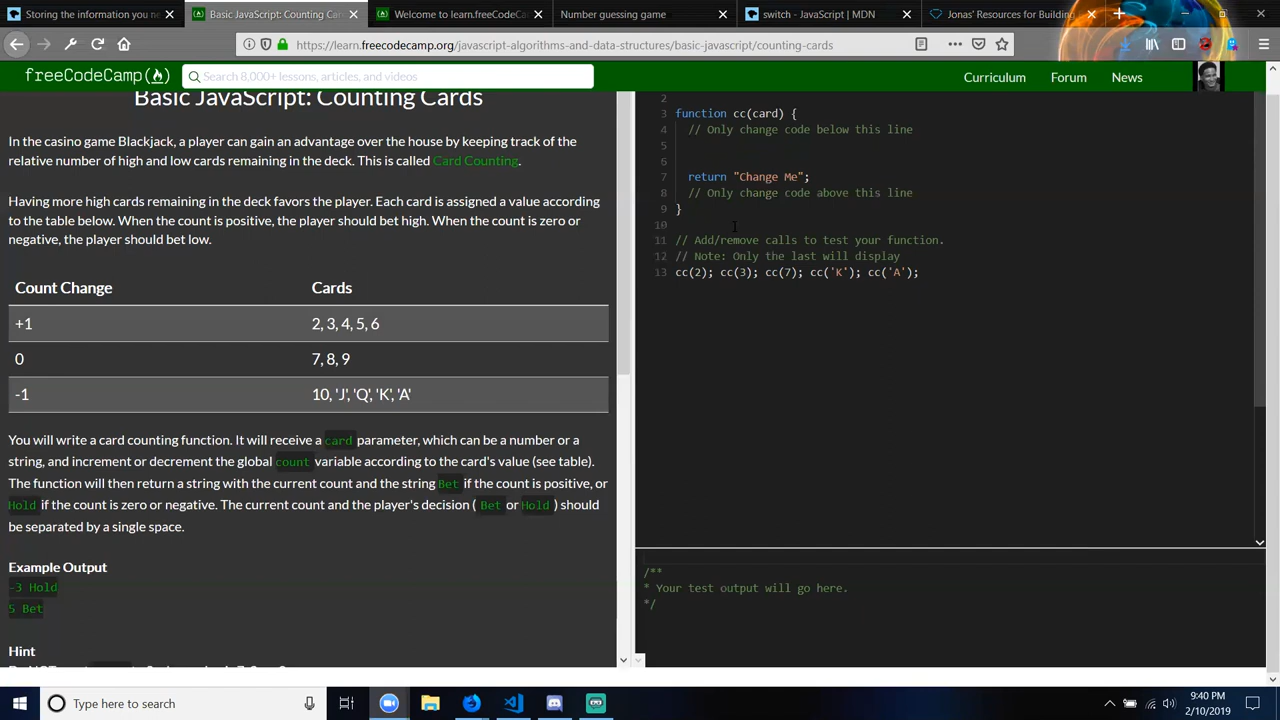 Storing the information you ne
Basic JavaScript: Counting Car
Welcome to learn.freeCodeCam
Number guessing game
switch - JavaScript | MDN
Jonas' Resources for Building
https://learn.freecodecamp.org/javascript-algorithms-and-data-structures/basic-javascript/counting-cards
freeCodeCamp
Search 8,000+ lessons, articles, and videos
Curriculum Forum News
Basic JavaScript: Counting Cards
In the casino game Blackjack, a player can gain an advantage over the house by keeping track of the
relative number of high and low cards remaining in the deck. This is called Card Counting.
Having more high cards remaining in the deck favors the player. Each card is assigned a value according
to the table below. When the count is positive, the player should bet high. When the count is zero or
negative, the player should bet low.
Count Change Cards
+1 2, 3, 4, 5, 6
0 7, 8, 9
-1 10, 'J', 'Q', 'K', 'A'
You will write a card counting function. It will receive a card parameter, which can be a number or a
string, and increment or decrement the global count variable according to the card's value (see table).
The function will then return a string with the current count and the string Bet if the count is positive, or
Hold if the count is zero or negative. The current count and the player's decision ( Bet or Hold ) should
be separated by a single space.
Example Output
-3 Hold
5 Bet
Hint
2
3 function cc(card) {
4 // Only change code below this line
5
6
7 return "Change Me";
8 // Only change code above this line
9 }
10
11 // Add/remove calls to test your function.
12 // Note: Only the last will display
13 cc(2); cc(3); cc(7); cc('K'); cc('A');
/**
* Your test output will go here.
*/
Type here to search
9:40 PM
2/10/2019